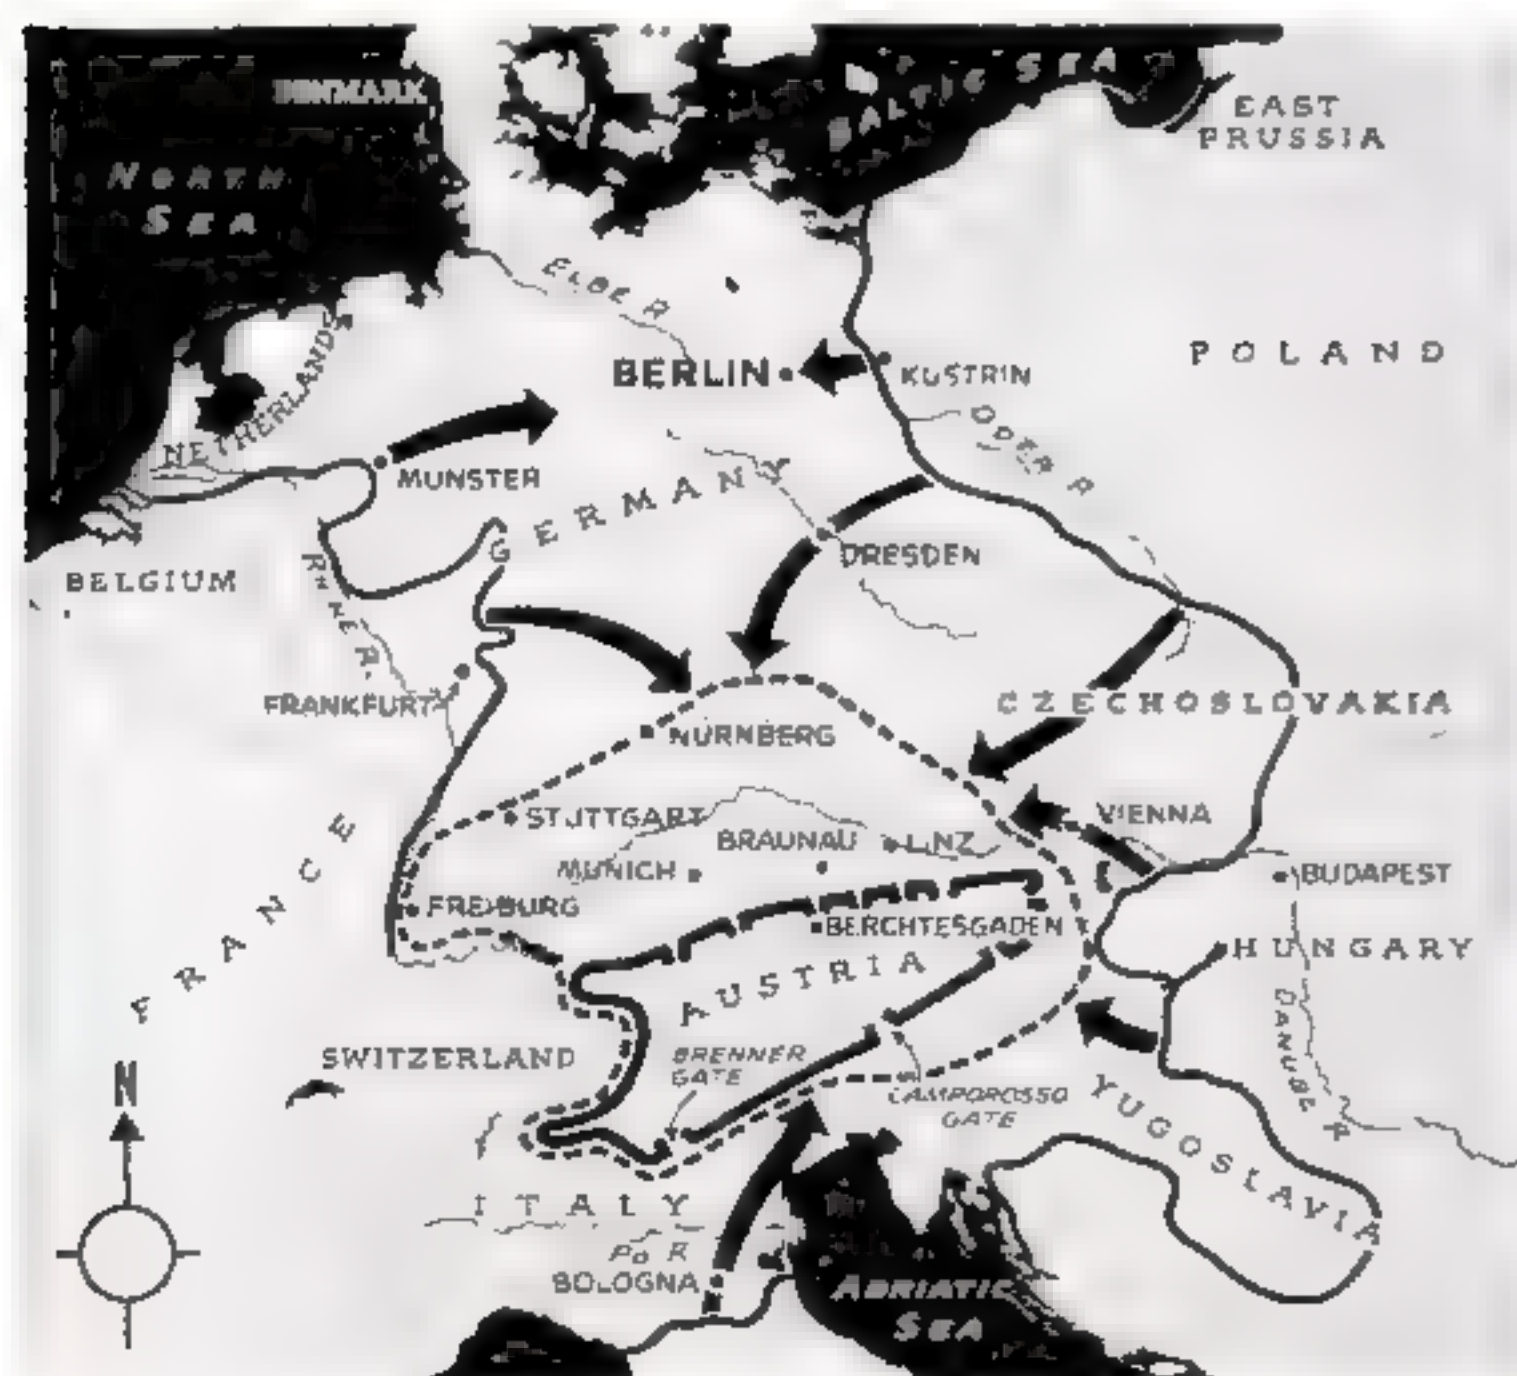 DENMARK
BALTIC SEA
EAST
PRUSSIA
NORTH
SEA
ELBE R
POLAND
BERLIN
KUSTRIN
NETHERLANDS
ODER R
MUNSTER
GERMANY
DRESDEN
BELGIUM
RHINE R.
FRANKFURT
CZECHOSLOVAKIA
NURNBERG
STUTTGART
VIENNA
BRAUNAU
LINZ
MUNICH
BUDAPEST
FRANCE
FREIBURG
BERCHTESGADEN
HUNGARY
AUSTRIA
DANUBE R
SWITZERLAND
BRENNER
GATE
N
CAMPOROSSO
GATE
YUGOSLAVIA
ITALY
PO R
BOLOGNA
ADRIATIC
SEA